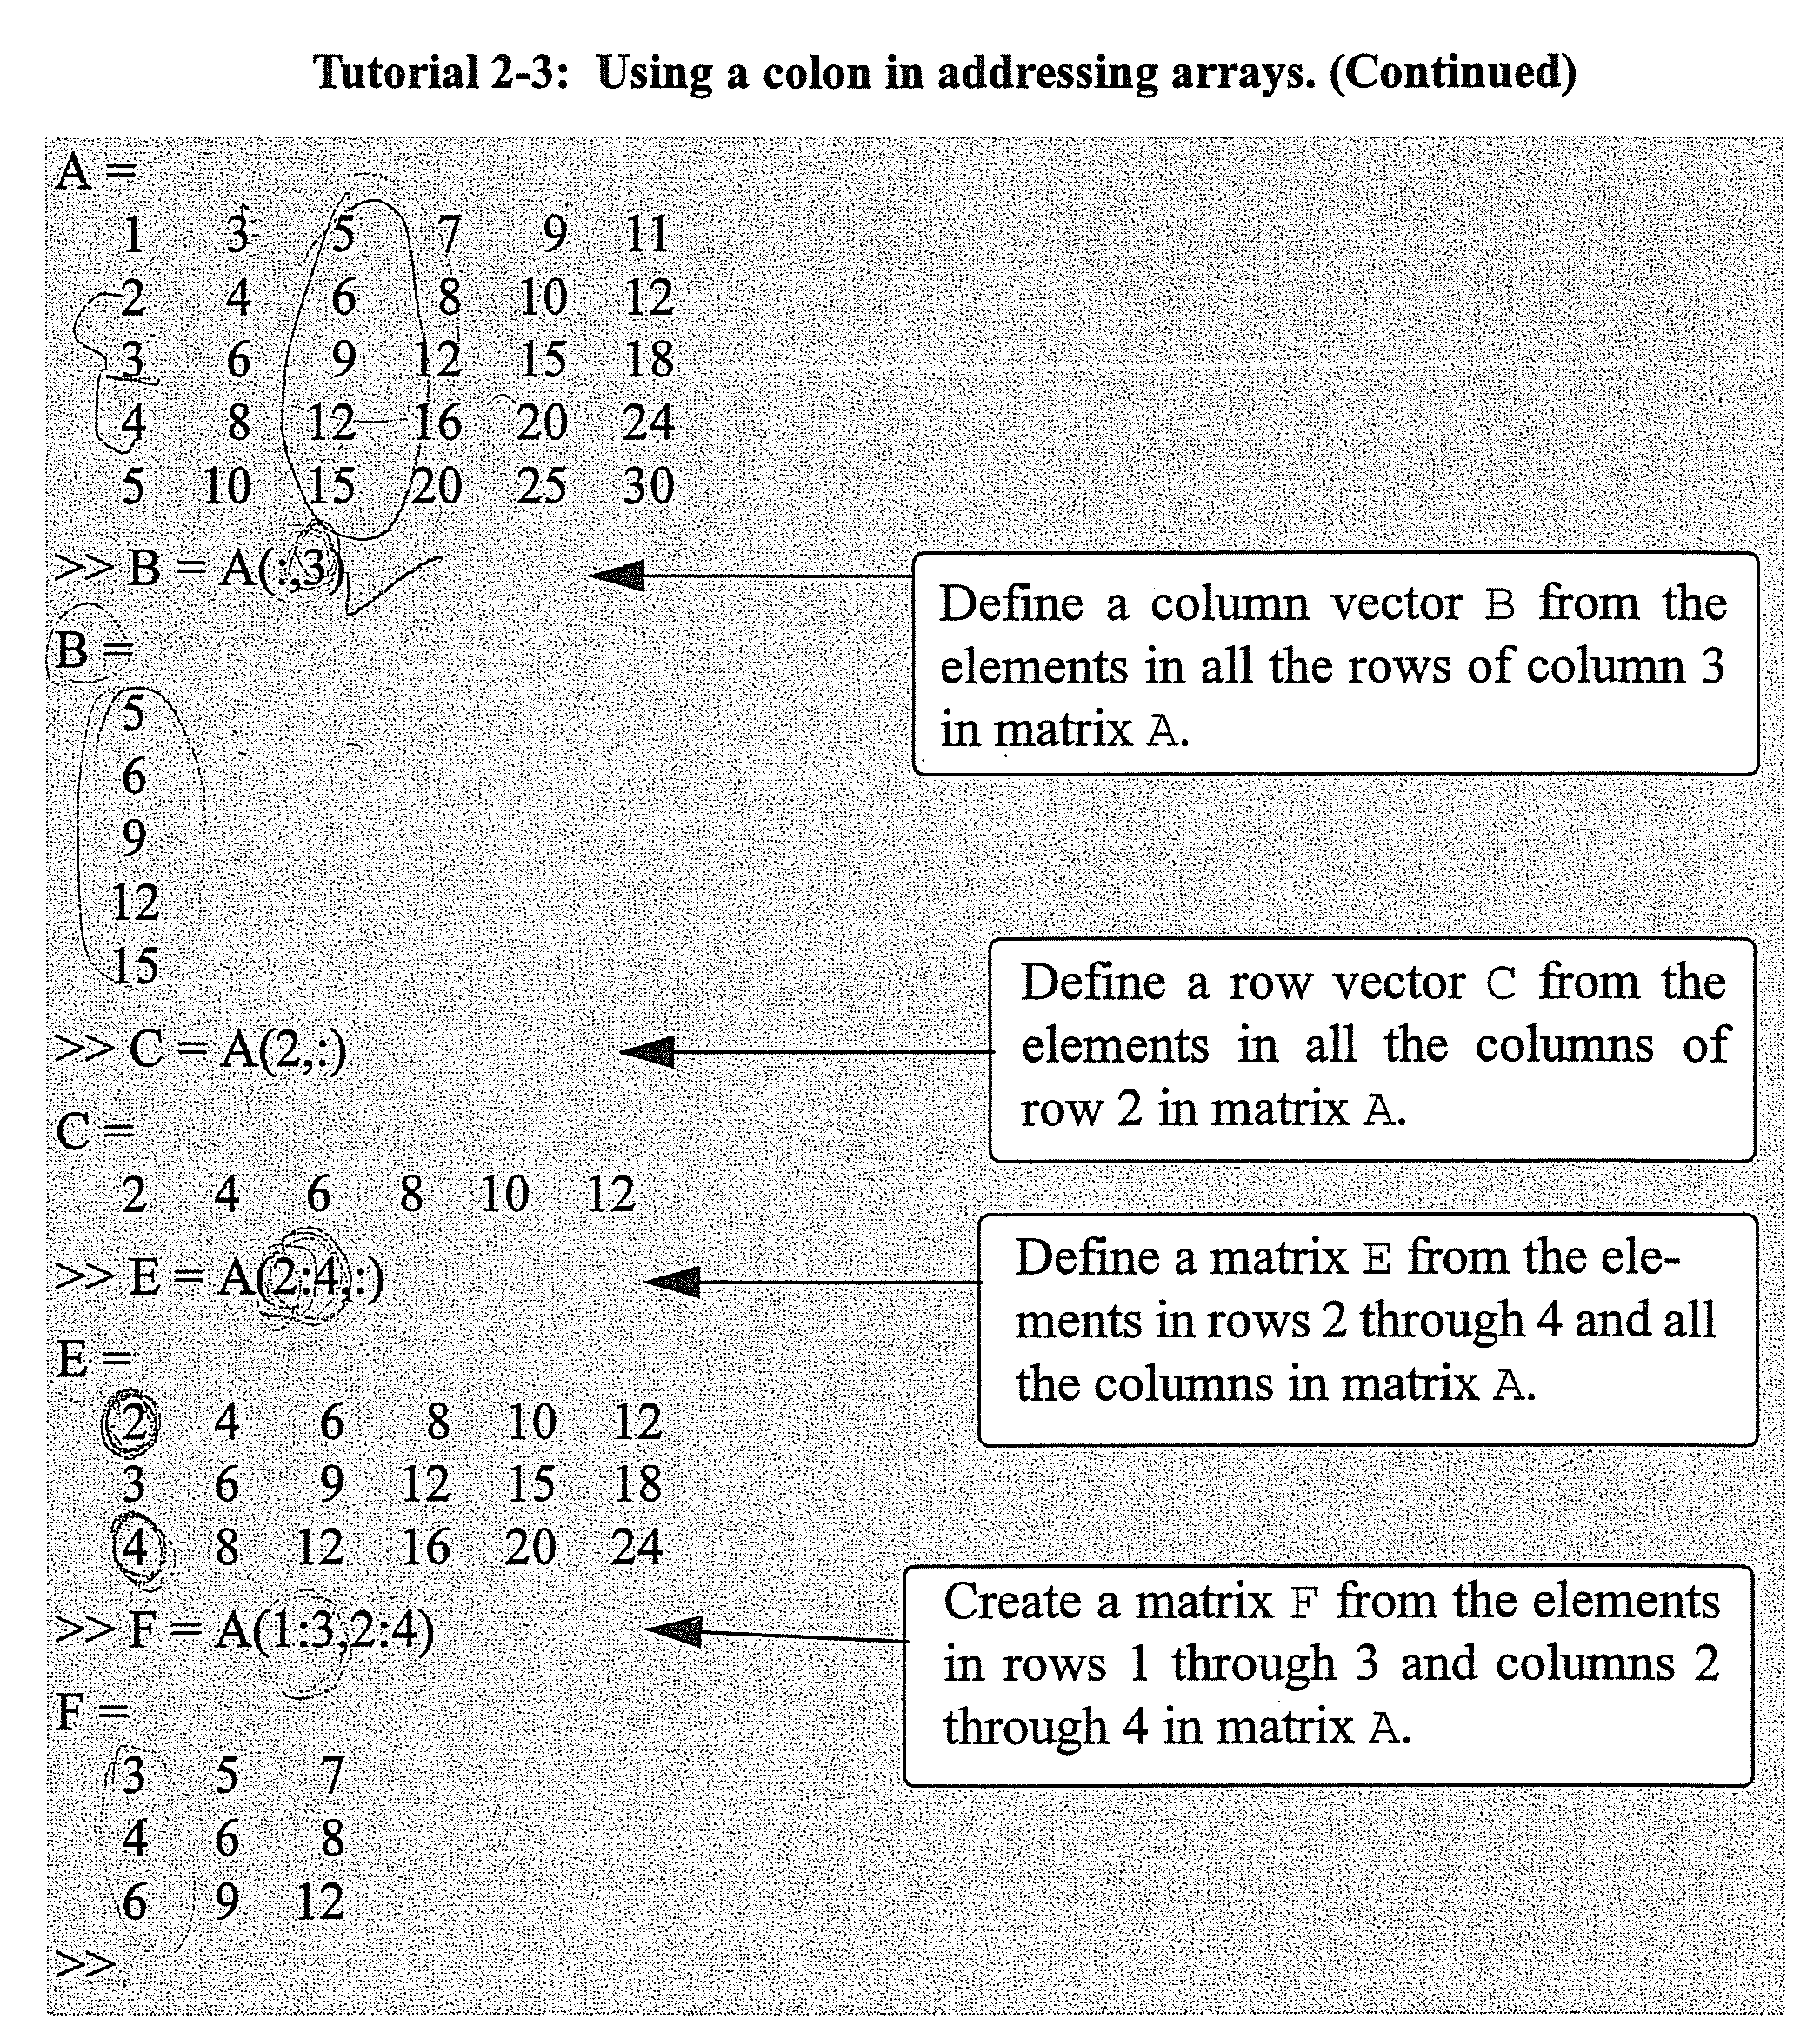 Tutorial 2-3: Using a colon in addressing arrays. (Continued)
A =
1 3 5 7 9 11
2 4 6 8 10 12
3 6 9 12 15 18
4 8 12 16 20 24
5 10 15 20 25 30
>> B = A(:,3)
Define a column vector B from the
elements in all the rows of column 3
in matrix A.
B =
5
6
9
12
15
>> C = A(2,:)
Define a row vector C from the
elements in all the columns of
row 2 in matrix A.
C =
2 4 6 8 10 12
>> E = A(2:4,:)
Define a matrix E from the ele-
ments in rows 2 through 4 and all
the columns in matrix A.
E =
2 4 6 8 10 12
3 6 9 12 15 18
4 8 12 16 20 24
>> F = A(1:3,2:4)
Create a matrix F from the elements
in rows 1 through 3 and columns 2
through 4 in matrix A.
F =
3 5 7
4 6 8
6 9 12
>>